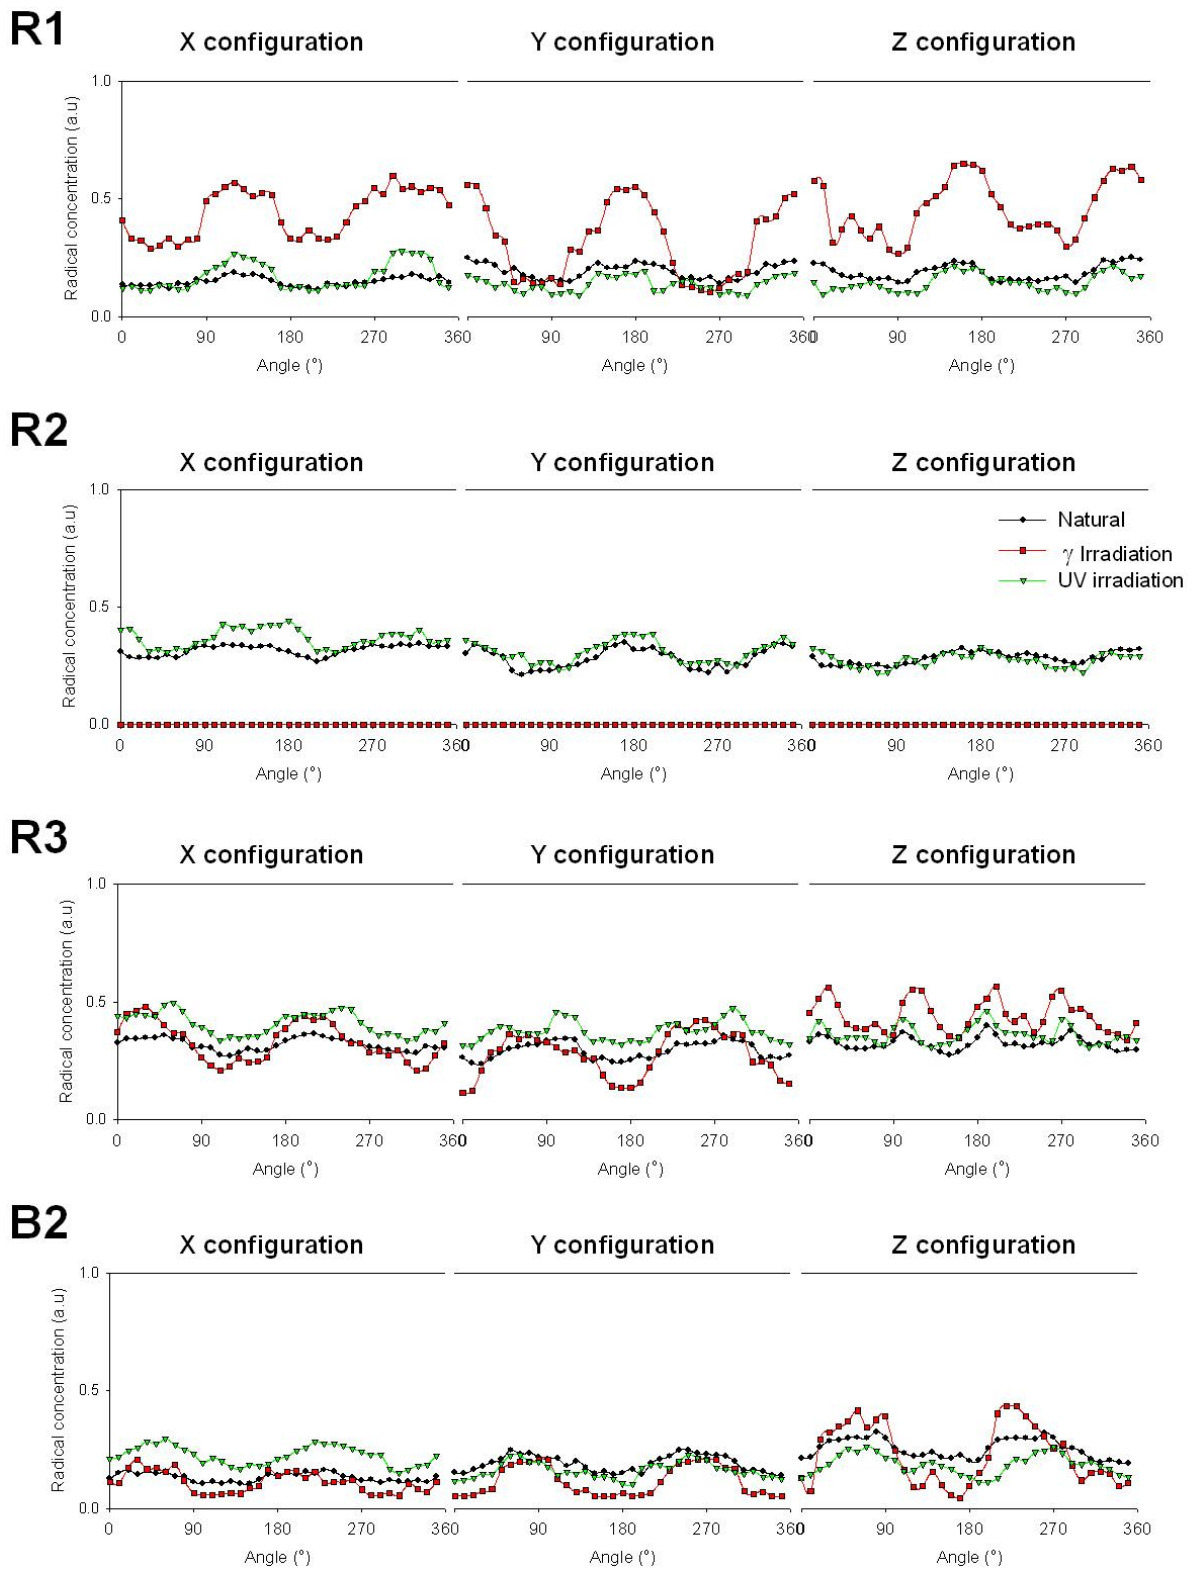 R1
X configuration Y configuration Z configuration
1.0
0.5
0.0
Radical concentration (a.u)
0 90 180 270 360 90 180 270 360 0 90 180 270 360
Angle (°) Angle (°) Angle (°)
R2
X configuration Y configuration Z configuration
1.0
0.5
0.0
Radical concentration (a.u)
Natural
γ Irradiation
UV irradiation
0 90 180 270 360 0 90 180 270 360 0 90 180 270 360
Angle (°) Angle (°) Angle (°)
R3
X configuration Y configuration Z configuration
1.0
0.5
0.0
Radical concentration (a.u)
0 90 180 270 360 0 90 180 270 360 0 90 180 270 360
Angle (°) Angle (°) Angle (°)
B2
X configuration Y configuration Z configuration
1.0
0.5
0.0
Radical concentration (a.u)
0 90 180 270 360 90 180 270 360 0 90 180 270 360
Angle (°) Angle (°) Angle (°)